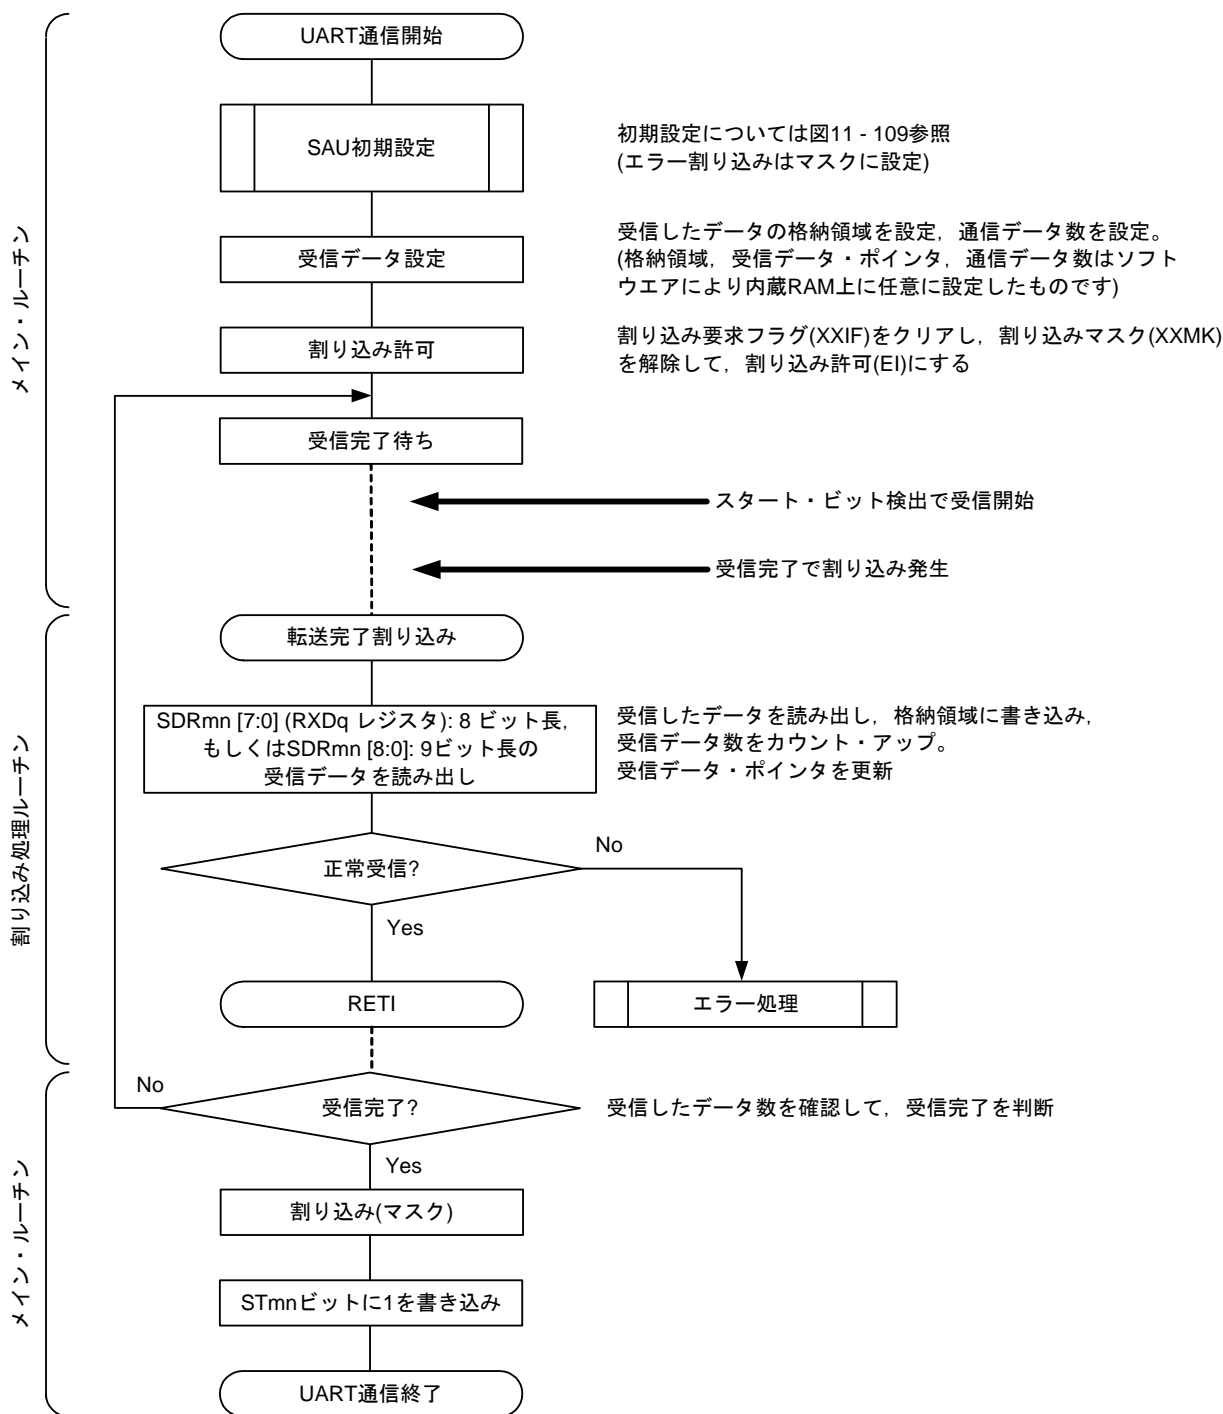 メイン・ルーチン
UART通信開始
SAU初期設定
初期設定については図11 - 109参照
(エラー割り込みはマスクに設定)
受信データ設定
受信したデータの格納領域を設定，通信データ数を設定。
(格納領域，受信データ・ポインタ，通信データ数はソフト
ウエアにより内蔵RAM上に任意に設定したものです)
割り込み許可
割り込み要求フラグ(XXIF)をクリアし，割り込みマスク(XXMK)
を解除して，割り込み許可(EI)にする
受信完了待ち
スタート・ビット検出で受信開始
受信完了で割り込み発生
割り込み処理ルーチン
転送完了割り込み
SDRmn [7:0] (RXDq レジスタ): 8 ビット長，
もしくはSDRmn [8:0]: 9ビット長の
受信データを読み出し
受信したデータを読み出し，格納領域に書き込み，
受信データ数をカウント・アップ。
受信データ・ポインタを更新
正常受信?
No
Yes
RETI
エラー処理
メイン・ルーチン
No
受信完了?
受信したデータ数を確認して，受信完了を判断
Yes
割り込み(マスク)
STmnビットに1を書き込み
UART通信終了